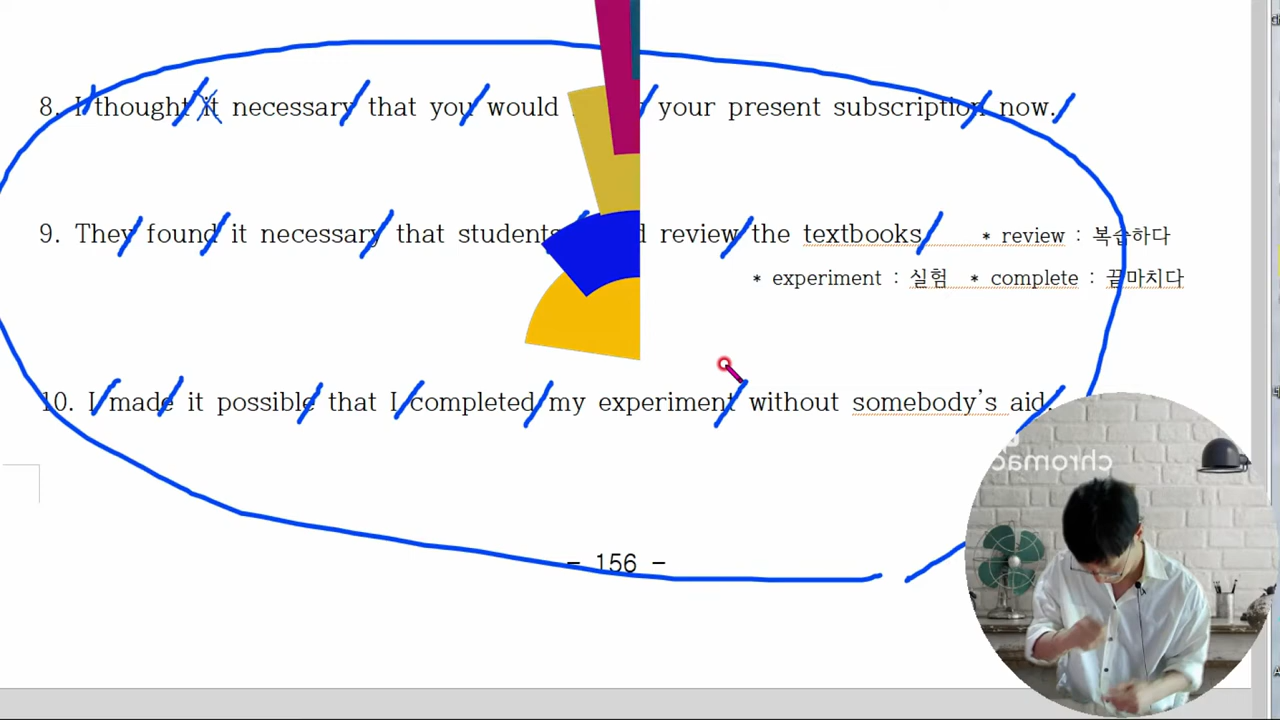 8. I thought it necessary that you would your present subscription now.
9. They found it necessary that students review the textbooks. * review : 복습하다
* experiment : 실험 * complete : 끝마치다
10. I made it possible that I completed my experiment without somebody's aid.
- 156 -
chromac